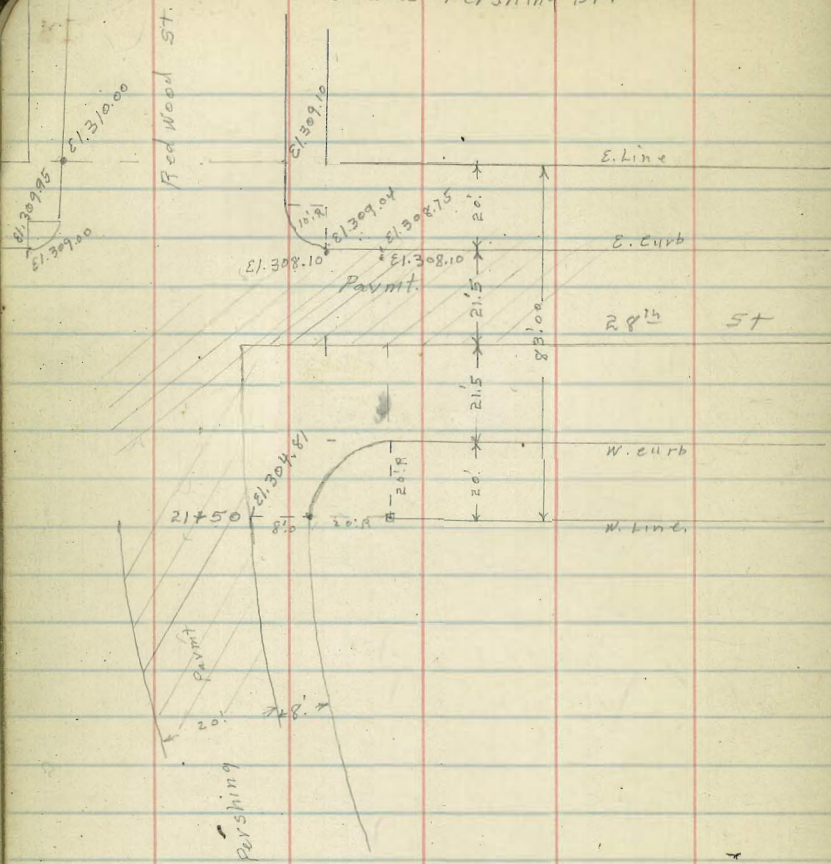 Pershing Dr.
Red Wood St.
El. 310.00
El. 309.95
El. 309.00
El. 309.10
10'R
El. 309.04
El. 308.75
El. 308.10
El. 308.10
Pavmt.
E. Line
E. Curb
20'
21.5'
83'.00
28th St
21.5'
W. curb
20'
W. Line.
20'R
20'R
El. 304.81
21+50
8'.0
Pavmt
20'
8'
Pershing